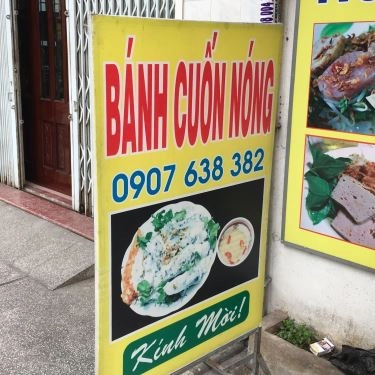 BÁNH CUỐN NÓNG
0907 638 382
Kính Mời!